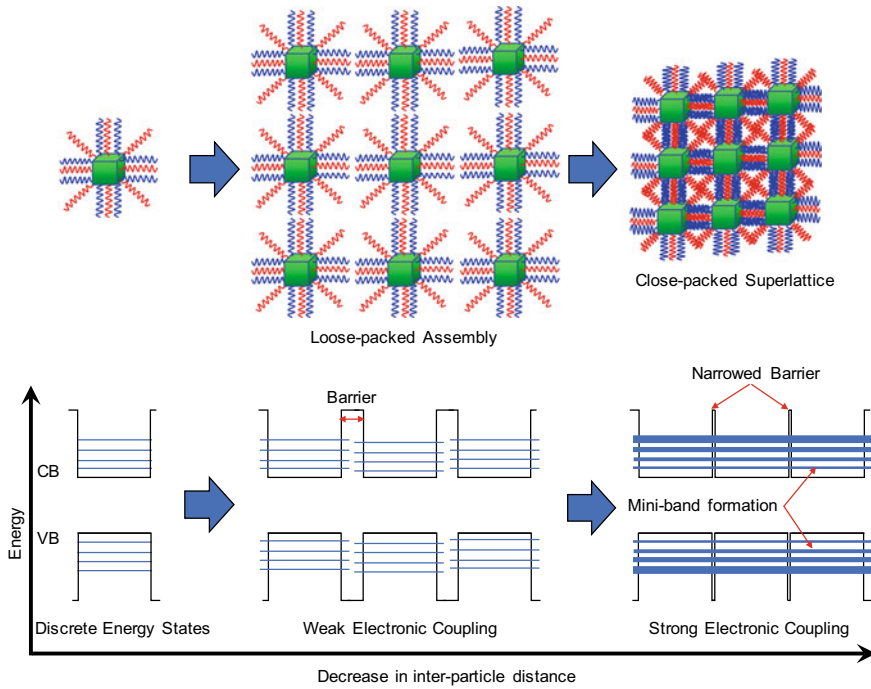 Close-packed Superlattice
Loose-packed Assembly
Barrier
Narrowed Barrier
CB
Mini-band formation
VB
Energy
Discrete Energy States
Weak Electronic Coupling
Strong Electronic Coupling
Decrease in inter-particle distance